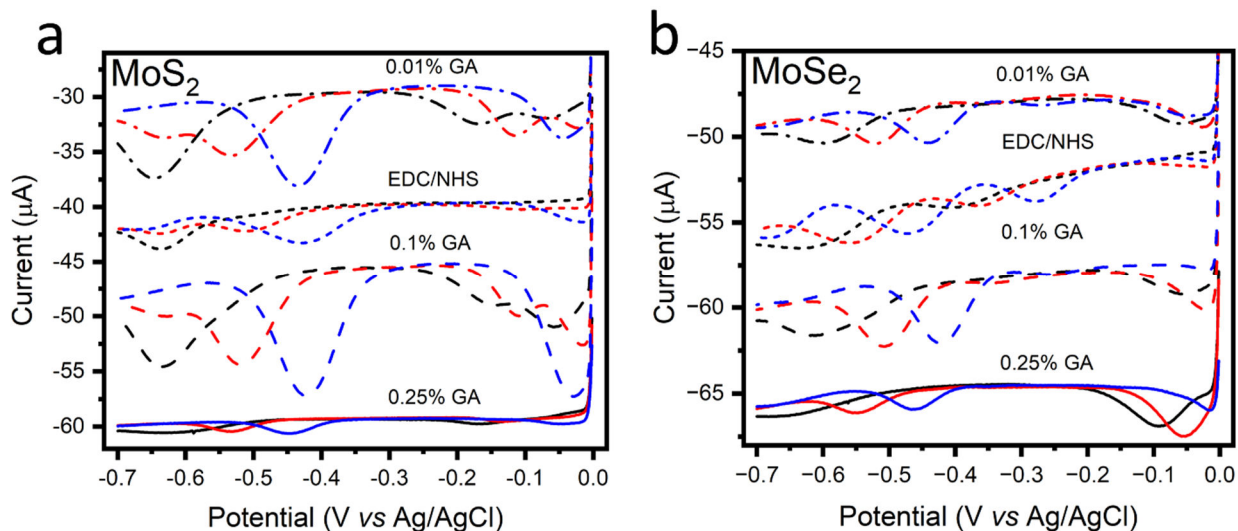 a
MoS2
0.01% GA
EDC/NHS
0.1% GA
0.25% GA
-30
-35
-40
-45
-50
-55
-60
Current (μA)
-0.7 -0.6 -0.5 -0.4 -0.3 -0.2 -0.1 0.0
Potential (V vs Ag/AgCl)
b
MoSe2
0.01% GA
EDC/NHS
0.1% GA
0.25% GA
−45
−50
−55
−60
−65
Current (μA)
-0.7 -0.6 -0.5 -0.4 -0.3 -0.2 -0.1 0.0
Potential (V vs Ag/AgCl)